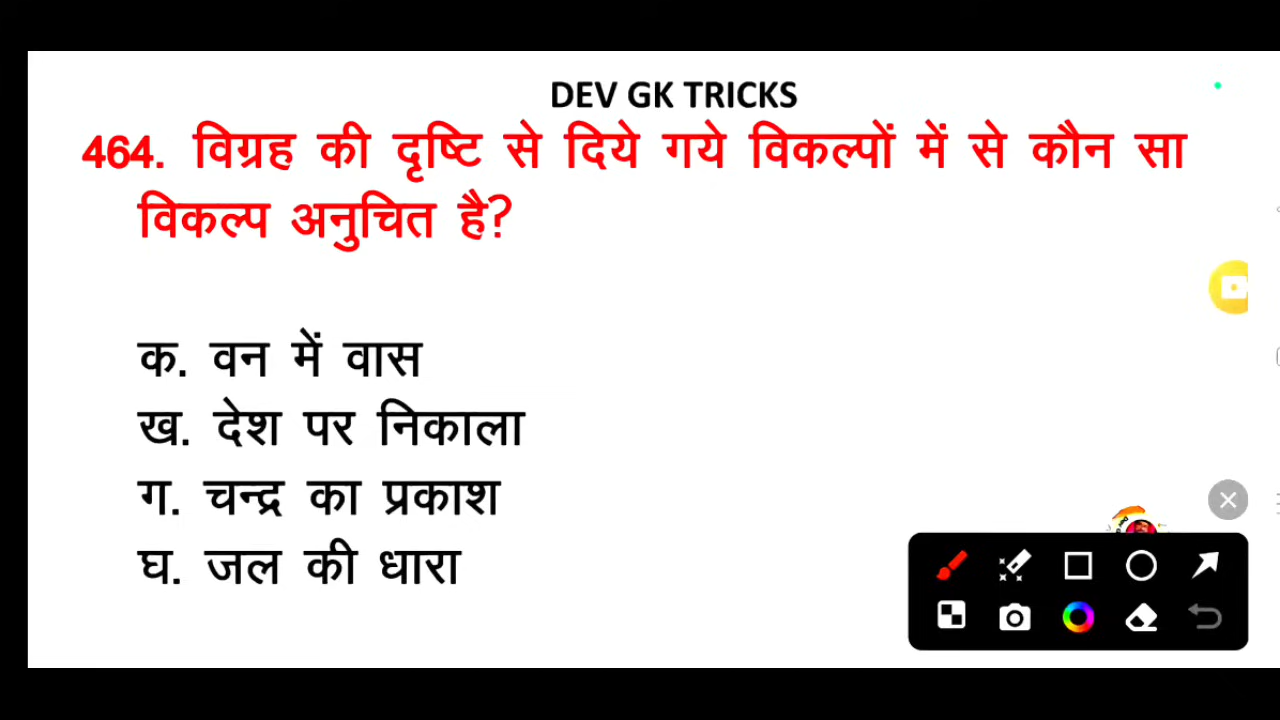 DEV GK TRICKS
464. विग्रह की दृष्टि से दिये गये विकल्पों में से कौन सा
विकल्प अनुचित है?
क. वन में वास
ख. देश पर निकाला
ग. चन्द्र का प्रकाश
घ. जल की धारा